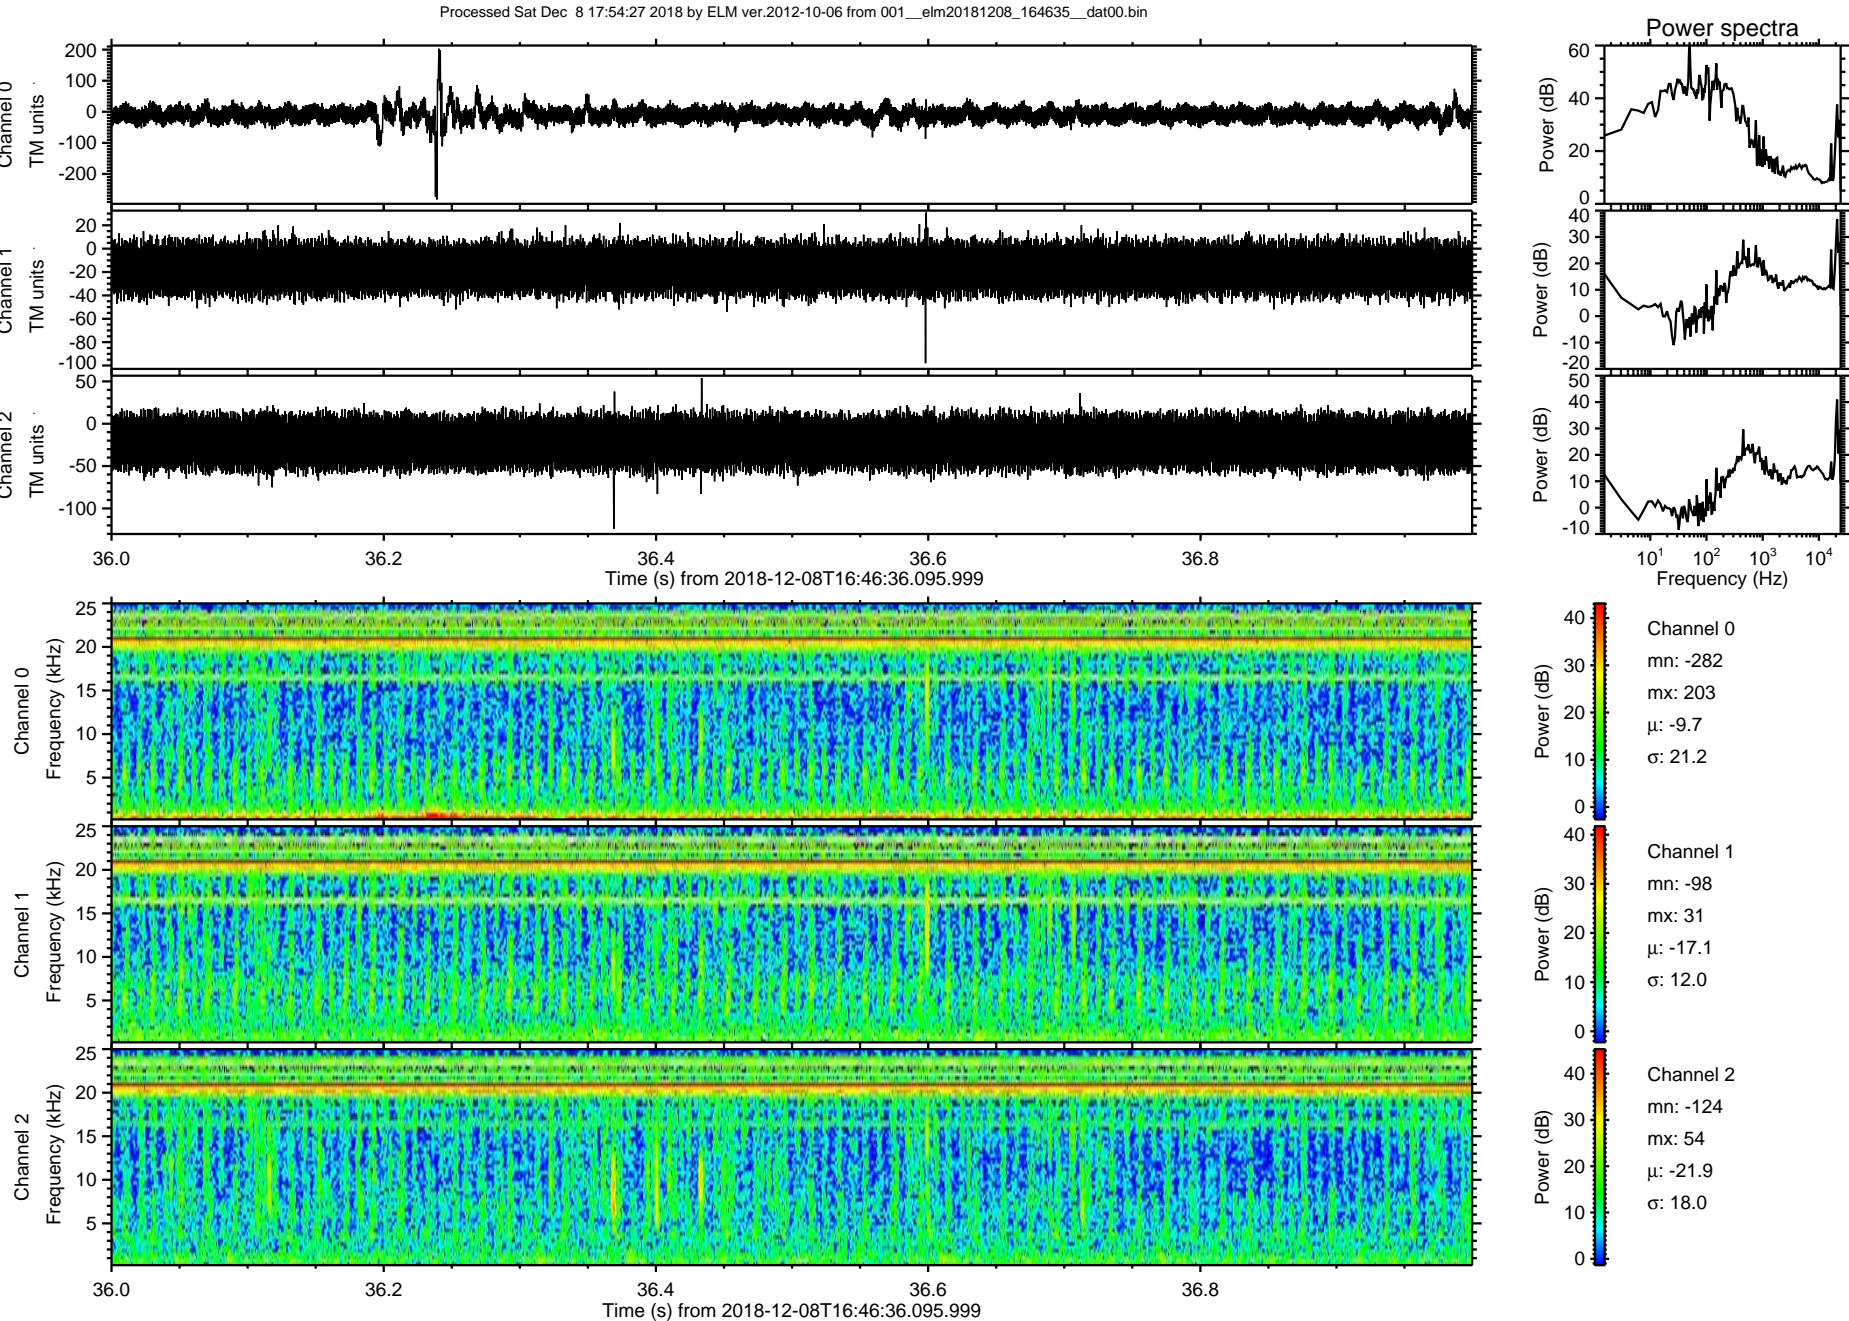 Processed Sat Dec 8 17:54:27 2018 by ELM ver.2012-10-06 from 001__elm20181208_164635__dat00.bin
Power spectra
Channel 0
TM units
200
100
0
-100
-200
Power (dB)
60
40
20
0
Channel 1
TM units
20
0
-20
-40
-60
-80
-100
Power (dB)
40
30
20
10
0
-10
-20
Channel 2
TM units
50
0
-50
-100
Power (dB)
50
40
30
20
10
0
-10
36.0 36.2 36.4 36.6 36.8
Time (s) from 2018-12-08T16:46:36.095.999
10¹ 10² 10³ 10⁴
Frequency (Hz)
Channel 0
Frequency (kHz)
25
20
15
10
5
Power (dB)
40
30
20
10
0
Channel 0
mn: -282
mx: 203
μ: -9.7
σ: 21.2
Channel 1
Frequency (kHz)
25
20
15
10
5
Power (dB)
40
30
20
10
0
Channel 1
mn: -98
mx: 31
μ: -17.1
σ: 12.0
Channel 2
Frequency (kHz)
25
20
15
10
5
Power (dB)
40
30
20
10
0
Channel 2
mn: -124
mx: 54
μ: -21.9
σ: 18.0
36.0 36.2 36.4 36.6 36.8
Time (s) from 2018-12-08T16:46:36.095.999